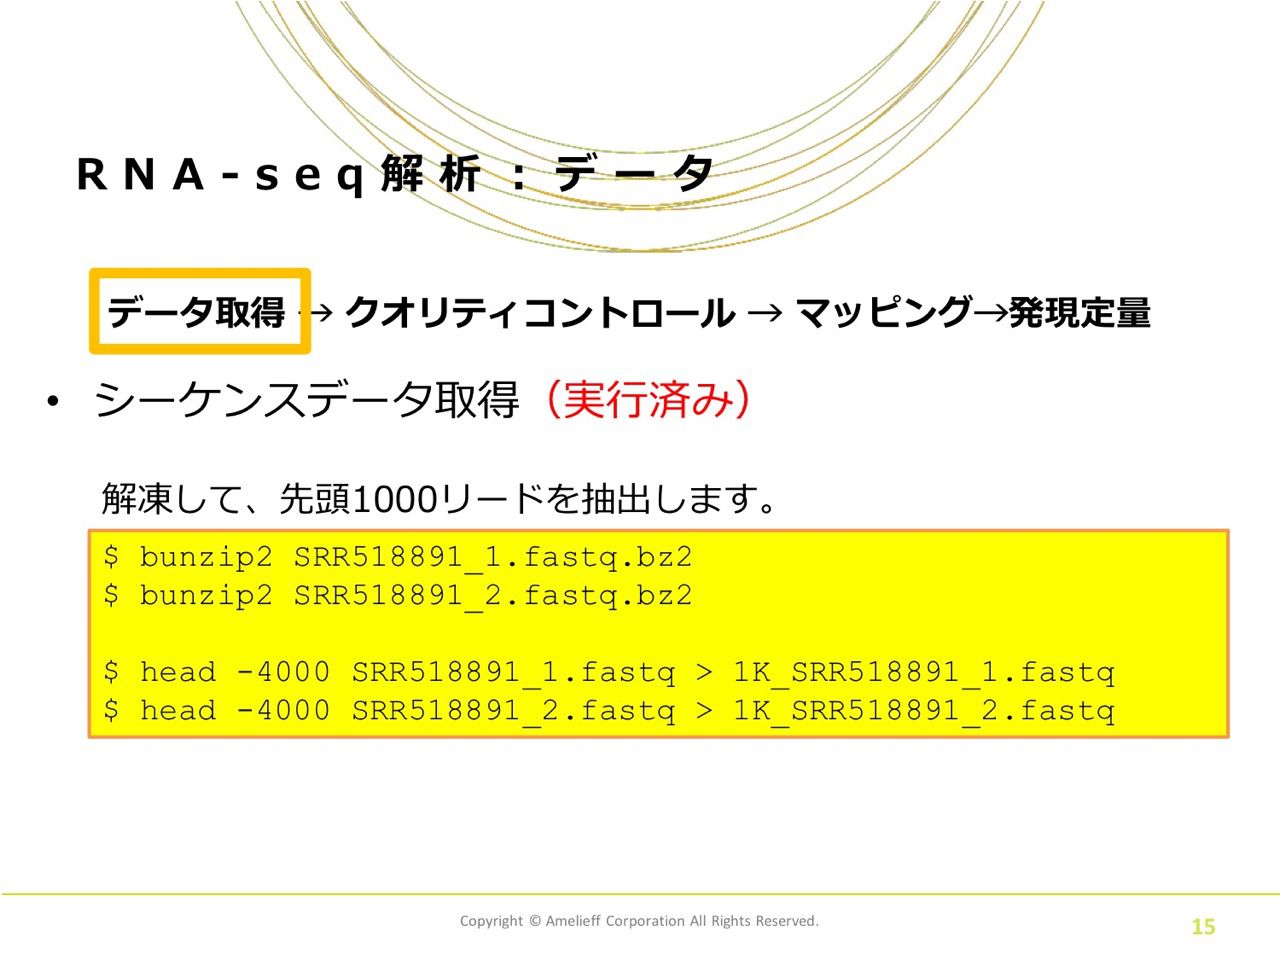 RNA-seq解析：データ
データ取得 → クオリティコントロール → マッピング→発現定量
• シーケンスデータ取得（実行済み）
解凍して、先頭1000リードを抽出します。
$ bunzip2 SRR518891_1.fastq.bz2
$ bunzip2 SRR518891_2.fastq.bz2
$ head -4000 SRR518891_1.fastq > 1K_SRR518891_1.fastq
$ head -4000 SRR518891_2.fastq > 1K_SRR518891_2.fastq
Copyright © Amelieff Corporation All Rights Reserved.
15